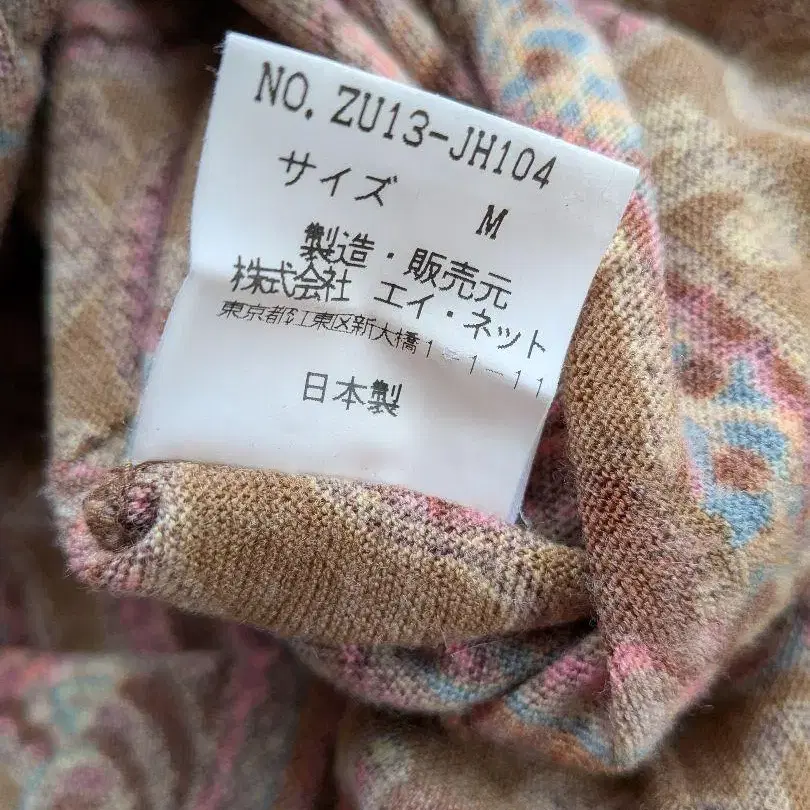 NO. ZU13-JH104
サイズ M
製造・販売元
株式会社 エイ・ネット
東京都江東区新大橋1-1-11
日本製